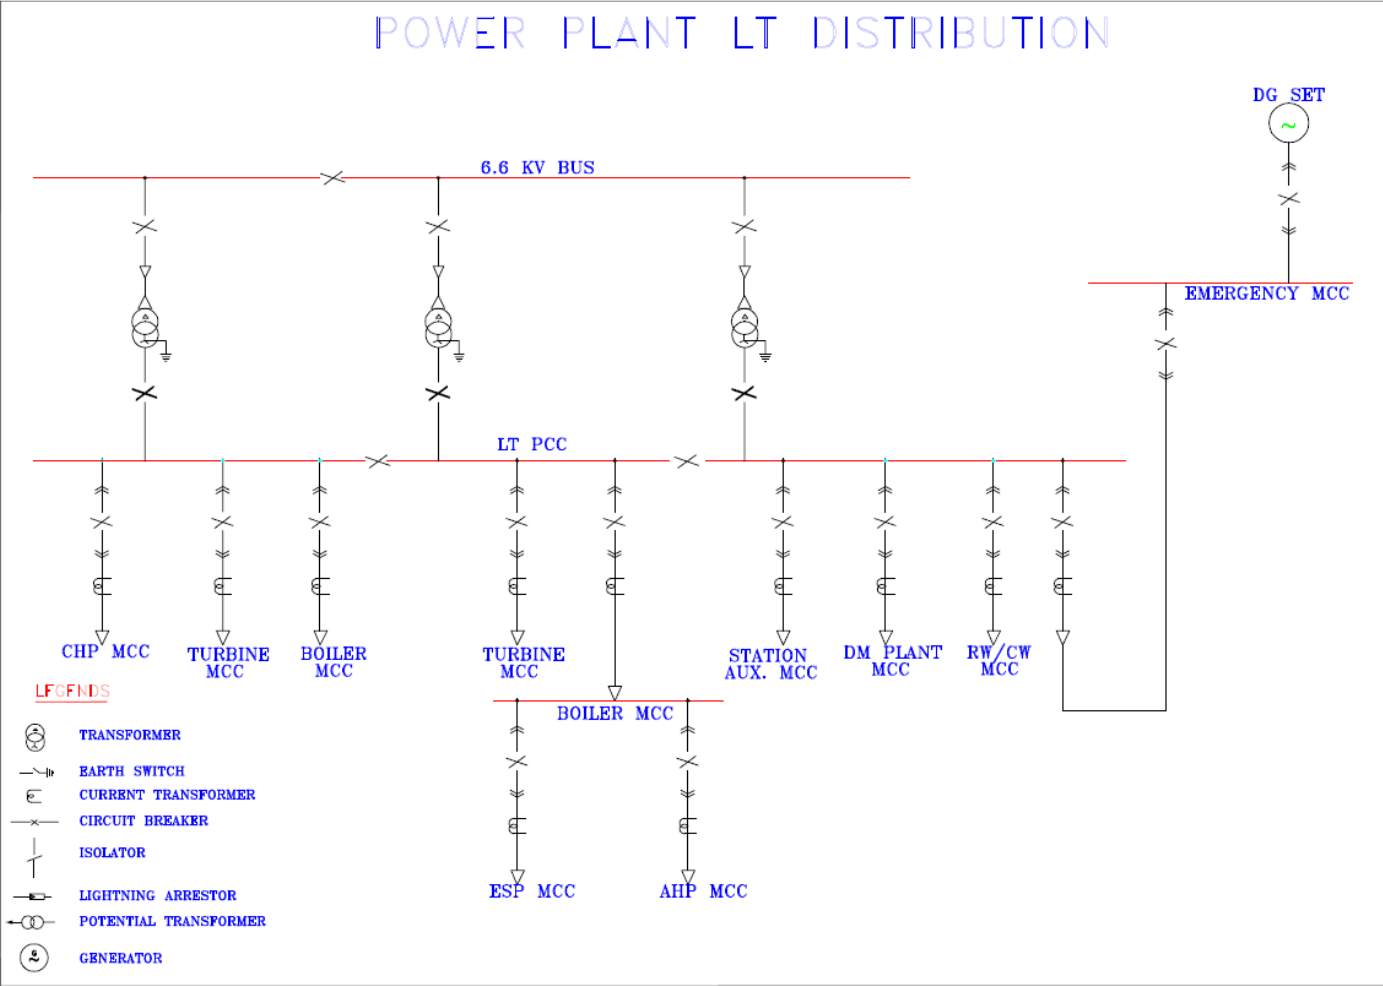 POWER PLANT LT DISTRIBUTION
DG SET
~
6.6 KV BUS
EMERGENCY MCC
LT PCC
CHP MCC
TURBINE
MCC
BOILER
MCC
TURBINE
MCC
STATION
AUX. MCC
DM PLANT
MCC
RW/CW
MCC
BOILER MCC
ESP MCC
AHP MCC
LEGENDS
TRANSFORMER
EARTH SWITCH
CURRENT TRANSFORMER
CIRCUIT BREAKER
ISOLATOR
LIGHTNING ARRESTOR
POTENTIAL TRANSFORMER
G
~
GENERATOR